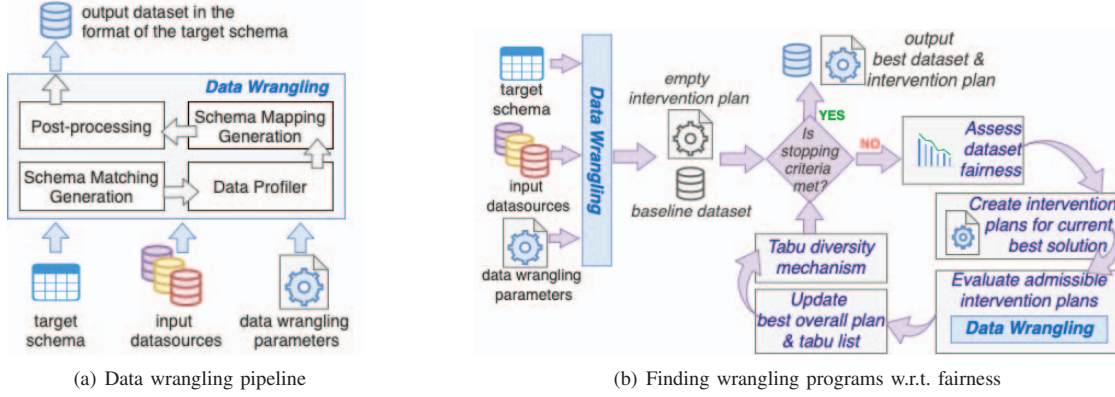 output dataset in the
format of the target schema
Data Wrangling
Post-processing
Schema Mapping
Generation
Schema Matching
Generation
Data Profiler
target
schema
input
datasources
data wrangling
parameters
(a) Data wrangling pipeline
target
schema
input
datasources
data wrangling
parameters
Data Wrangling
empty
intervention plan
baseline dataset
output
best dataset &
intervention plan
YES
Is
stopping
criteria
met?
NO
Assess
dataset
fairness
Create intervention
plans for current
best solution
Evaluate admissible
intervention plans
Data Wrangling
Update
best overall plan
& tabu list
Tabu diversity
mechanism
(b) Finding wrangling programs w.r.t. fairness